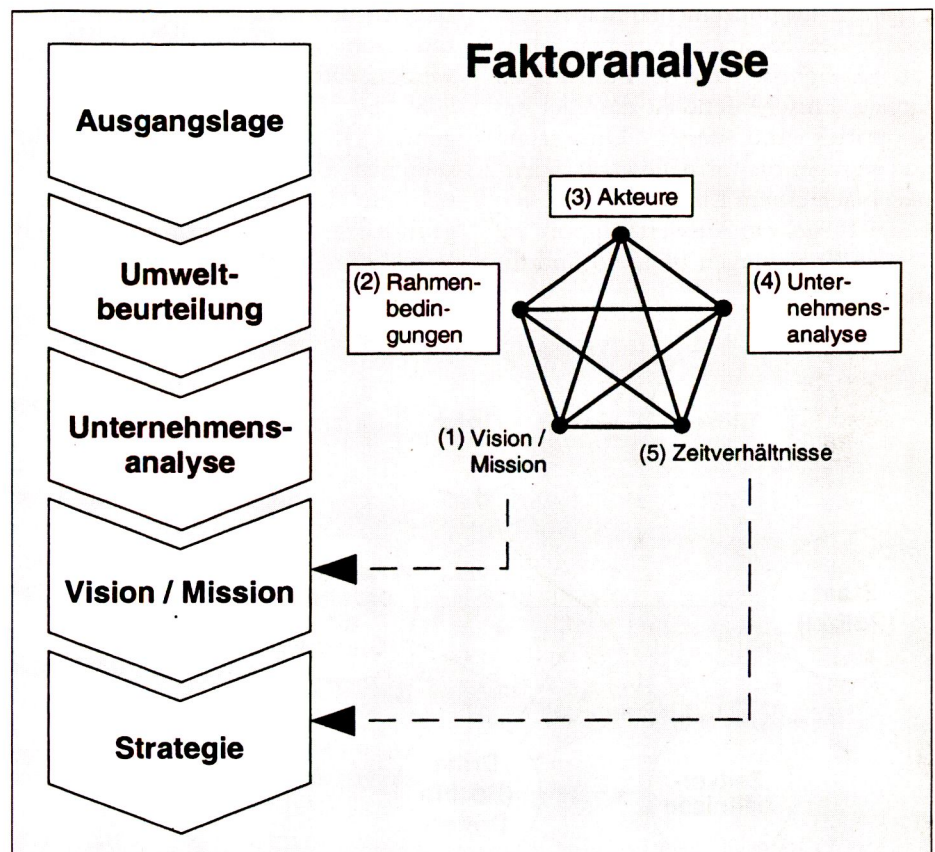 Faktoranalyse
Ausgangslage
Umwelt-
beurteilung
Unternehmens-
analyse
Vision / Mission
Strategie
(3) Akteure
(2) Rahmen-
bedin-
gungen
(4) Unter-
nehmens-
analyse
(1) Vision /
Mission
(5) Zeitverhältnisse